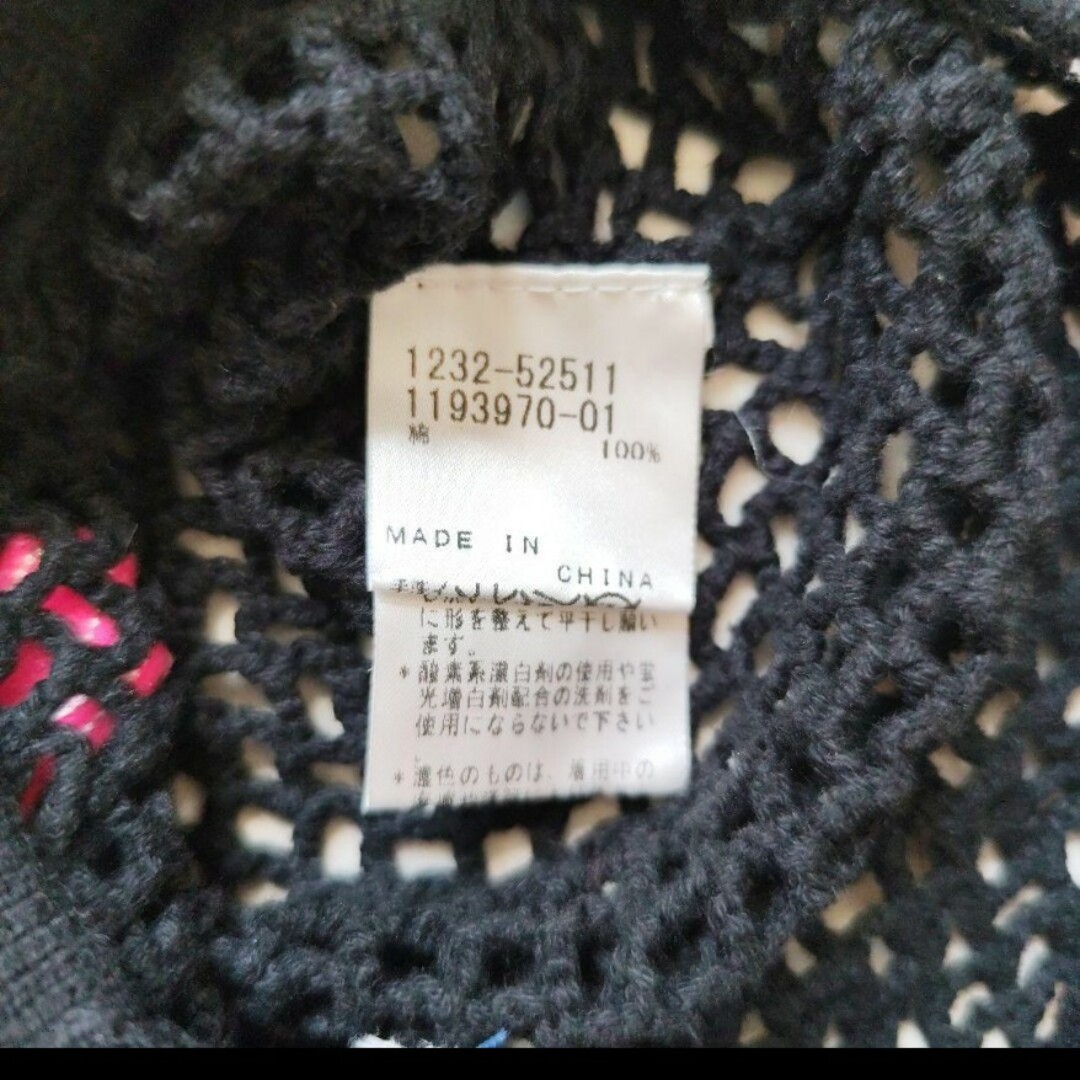 1232-52511
1193970-01
綿 100%
MADE IN
CHINA
に形を整えて平干し願い
ます。
*酸素系漂白剤の使用や蛍
光増白剤配合の洗剤をご
使用にならないで下さい
。
*濃色のものは、着用中の